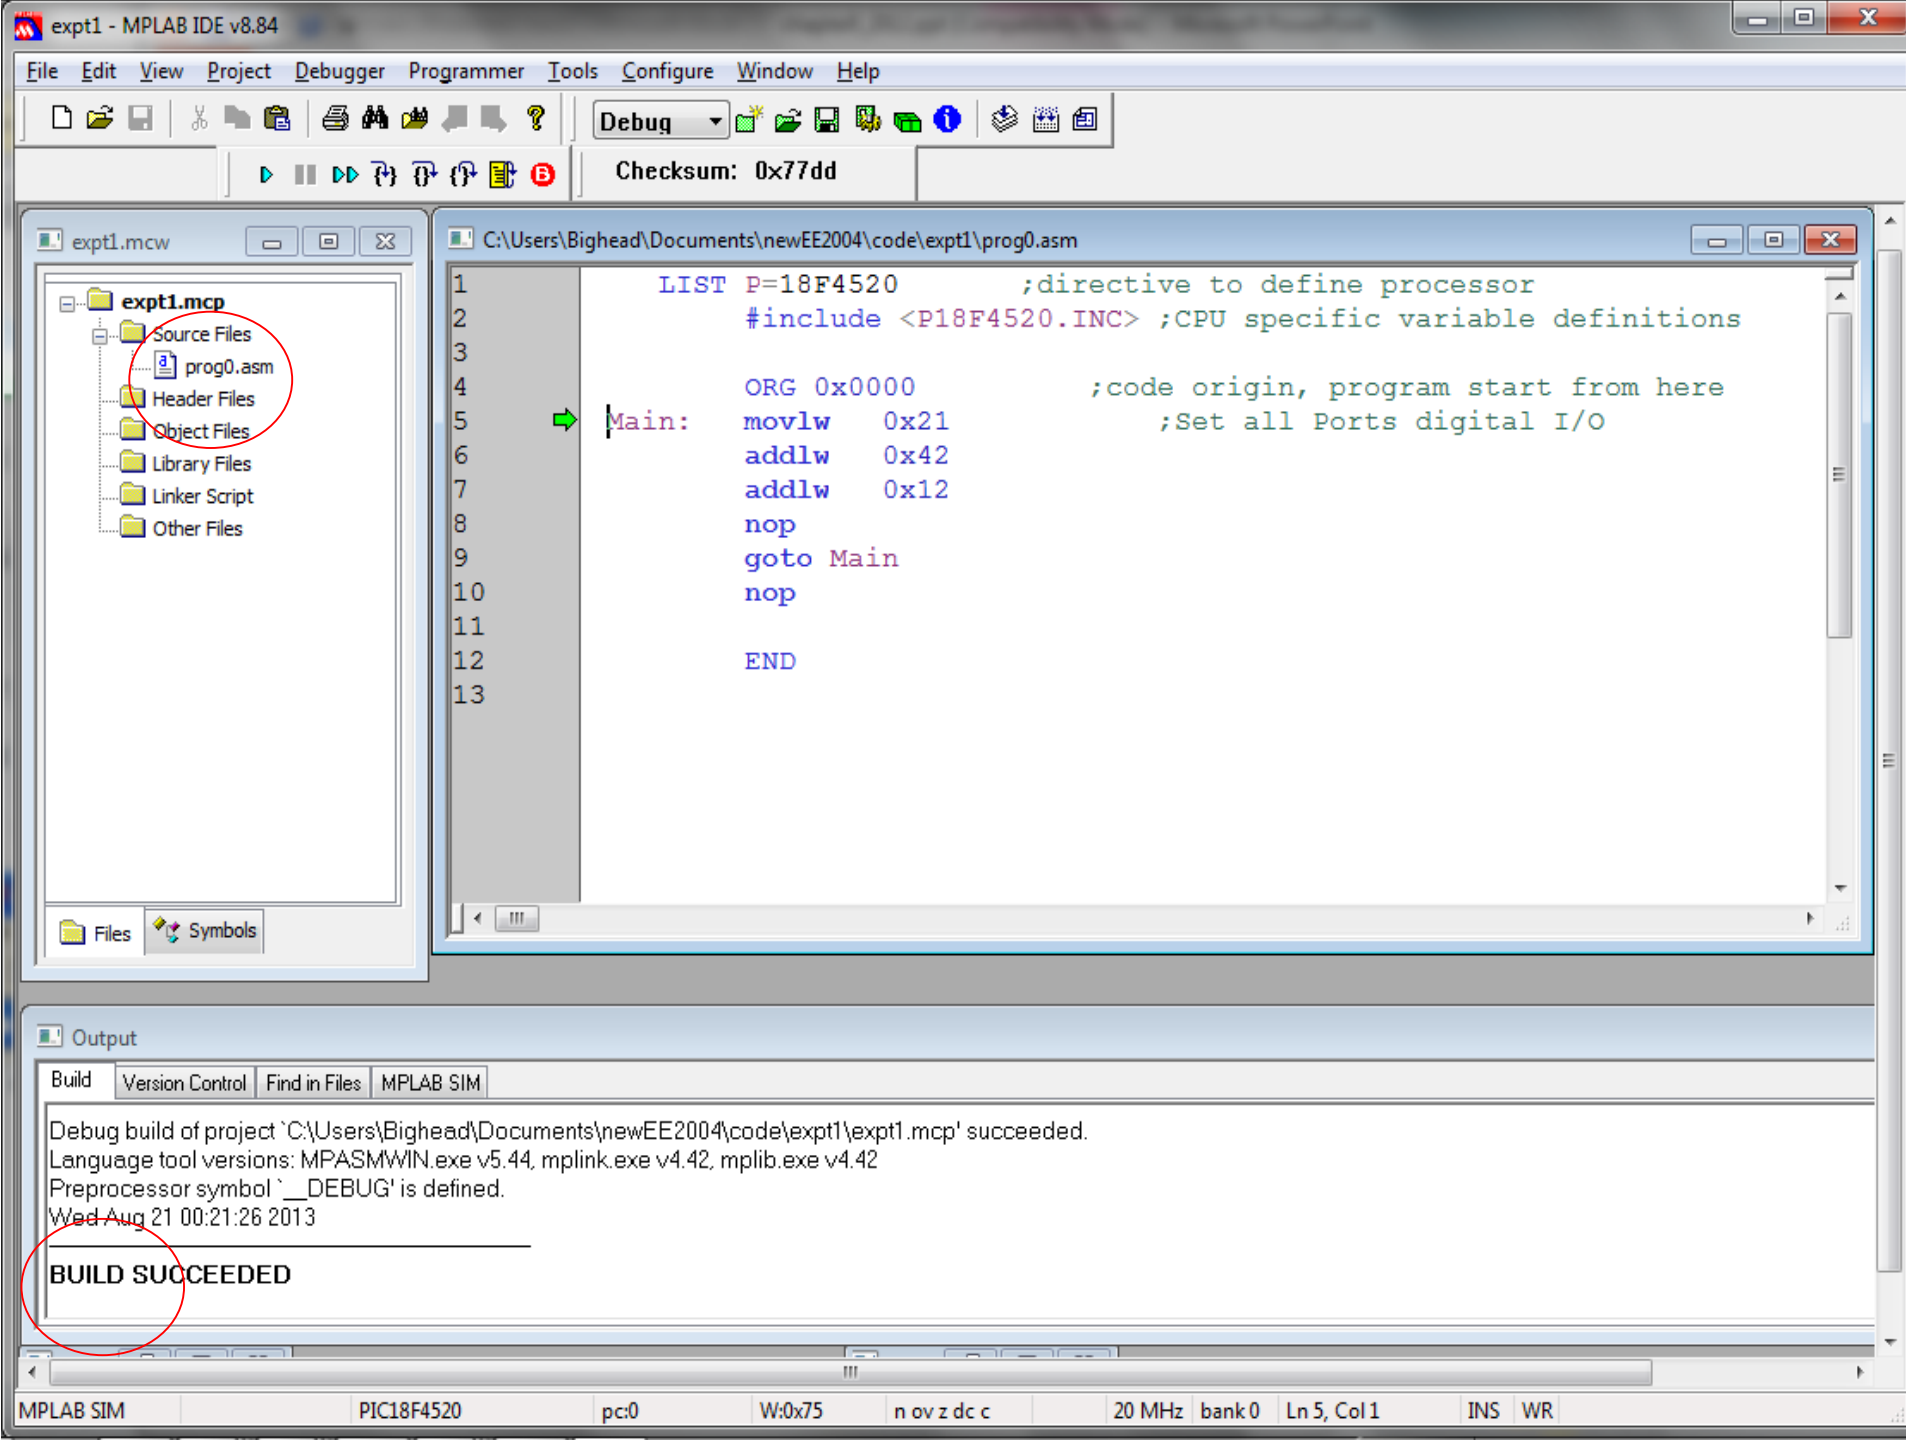 expt1 - MPLAB IDE v8.84
File Edit View Project Debugger Programmer Tools Configure Window Help
Debug
Checksum: 0x77dd
expt1.mcw
expt1.mcp
Source Files
prog0.asm
Header Files
Object Files
Library Files
Linker Script
Other Files
Files Symbols
C:\Users\Bighead\Documents\newEE2004\code\expt1\prog0.asm
1 LIST P=18F4520 ;directive to define processor
2 #include <P18F4520.INC> ;CPU specific variable definitions
3
4 ORG 0x0000 ;code origin, program start from here
5 Main: movlw 0x21 ;Set all Ports digital I/O
6 addlw 0x42
7 addlw 0x12
8 nop
9 goto Main
10 nop
11
12 END
13
Output
Build Version Control Find in Files MPLAB SIM
Debug build of project `C:\Users\Bighead\Documents\newEE2004\code\expt1\expt1.mcp' succeeded.
Language tool versions: MPASMWIN.exe v5.44, mplink.exe v4.42, mplib.exe v4.42
Preprocessor symbol `__DEBUG' is defined.
Wed Aug 21 00:21:26 2013
BUILD SUCCEEDED
MPLAB SIM PIC18F4520 pc:0 W:0x75 n ov z dc c 20 MHz bank 0 Ln 5, Col 1 INS WR